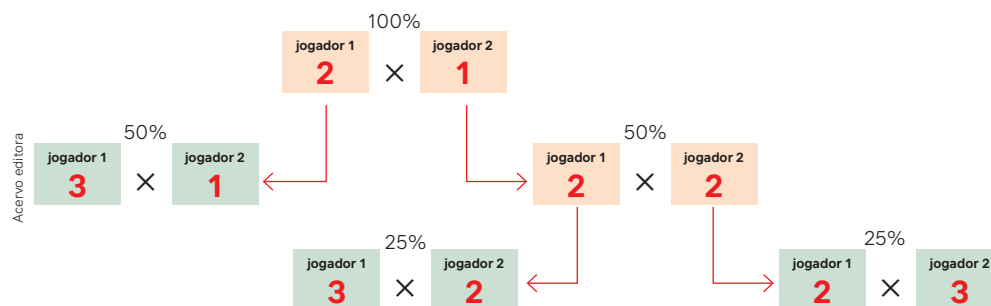 100%
jogador 1 jogador 2
2 × 1
50% 50%
jogador 1 jogador 2 jogador 1 jogador 2
3 × 1 2 × 2
25% 25%
jogador 1 jogador 2 jogador 1 jogador 2
3 × 2 2 × 3
Acervo editora